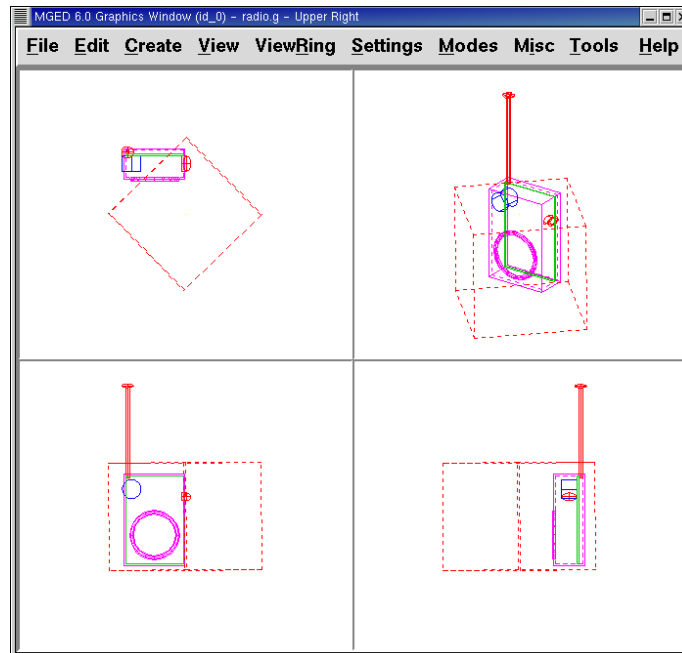 MGED 6.0 Graphics Window (id_0) – radio.g – Upper Right
File Edit Create View ViewRing Settings Modes Misc Tools Help